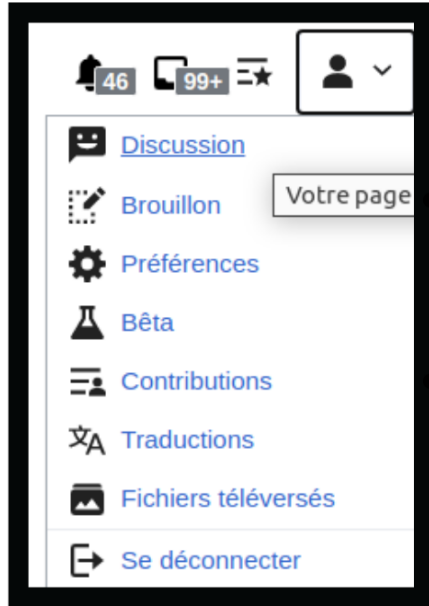 46 99+
Discussion
Brouillon
Votre page
Préférences
Bêta
Contributions
Traductions
Fichiers téléversés
Se déconnecter